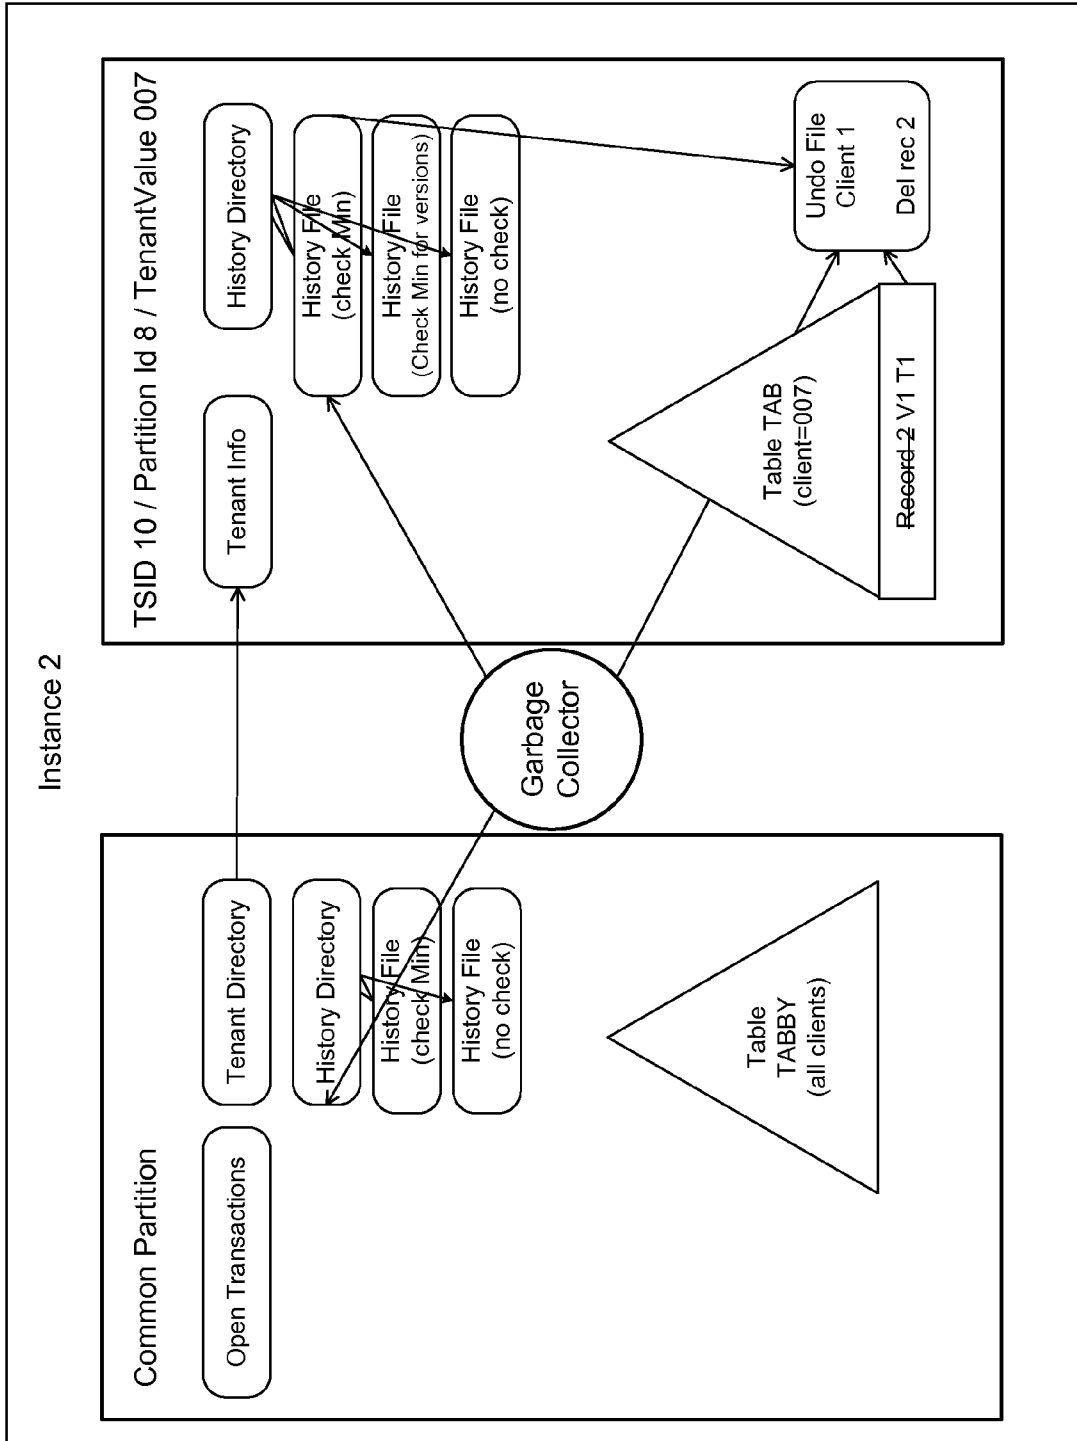 Instance 2
Common Partition
Open Transactions
Tenant Directory
History Directory
History File
(check Min)
History File
(no check)
Table
TABBY
(all clients)
Garbage
Collector
TSID 10 / Partition Id 8 / TenantValue 007
Tenant Info
History Directory
History File
(check Min)
History File
(Check Min for versions)
History File
(no check)
Table TAB
(client=007)
Record 2 V1 T1
Undo File
Client 1
Del rec 2